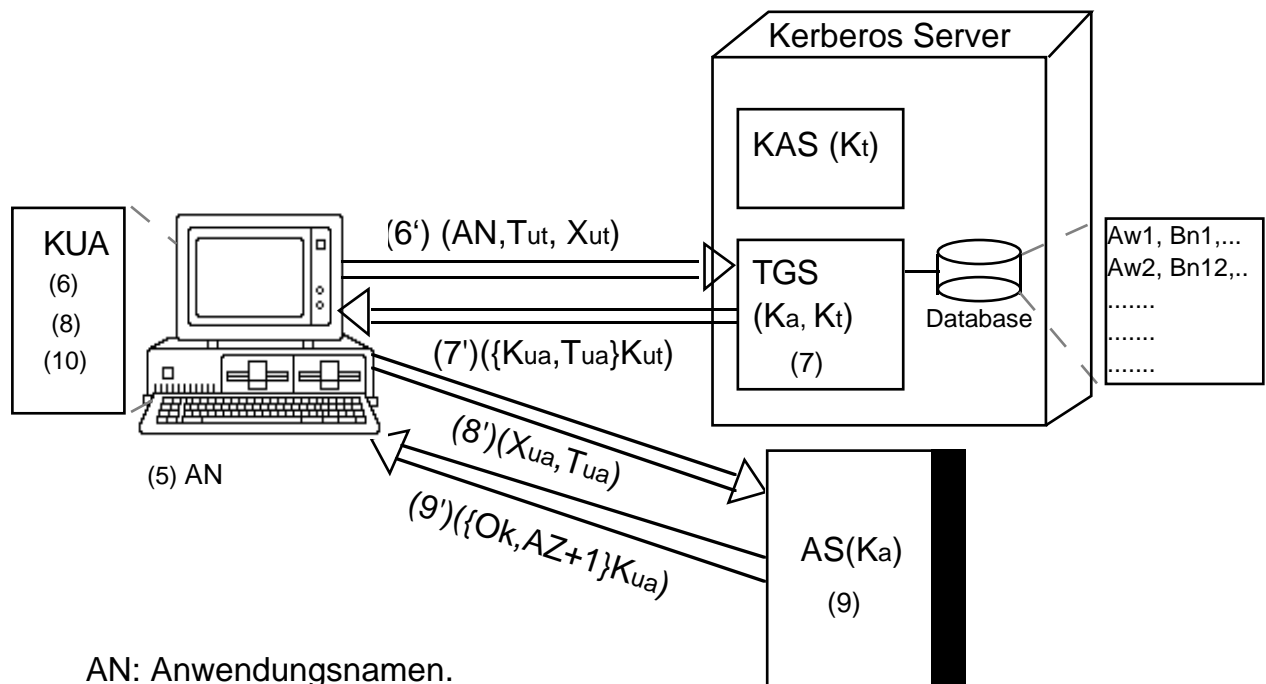 Kerberos Server
KAS (Kt)
KUA
(6)
(8)
(10)
(6‘) (AN,Tut, Xut)
TGS
(Ka, Kt)
(7)
Database
Aw1, Bn1,...
Aw2, Bn12,..
.......
.......
.......
(7')({Kua,Tua}Kut)
(8')(Xua,Tua)
(5) AN
(9')({Ok,AZ+1}Kua)
AS(Ka)
(9)
AN: Anwendungsnamen.